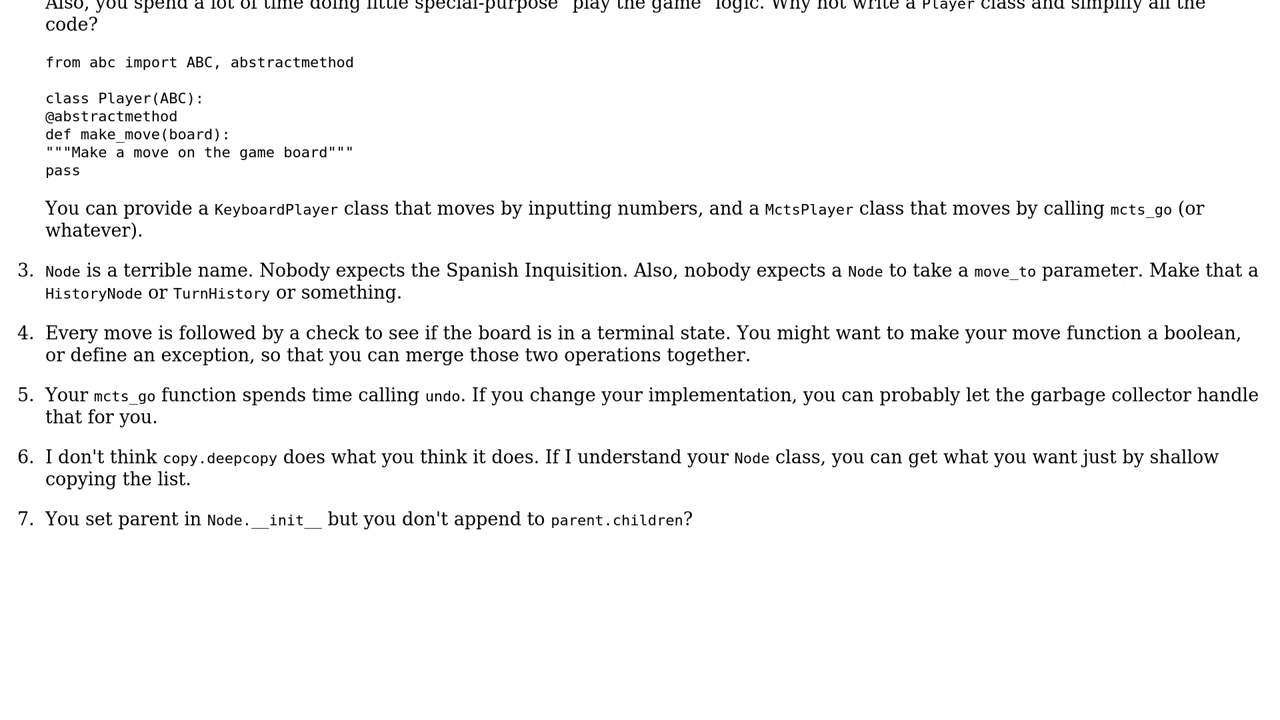 Also, you spend a lot of time doing little special-purpose "play the game" logic. Why not write a Player class and simplify all the
code?
from abc import ABC, abstractmethod
class Player(ABC):
@abstractmethod
def make_move(board):
"""Make a move on the game board"""
pass
You can provide a KeyboardPlayer class that moves by inputting numbers, and a MctsPlayer class that moves by calling mcts_go (or
whatever).
3. Node is a terrible name. Nobody expects the Spanish Inquisition. Also, nobody expects a Node to take a move_to parameter. Make that a
HistoryNode or TurnHistory or something.
4. Every move is followed by a check to see if the board is in a terminal state. You might want to make your move function a boolean,
or define an exception, so that you can merge those two operations together.
5. Your mcts_go function spends time calling undo. If you change your implementation, you can probably let the garbage collector handle
that for you.
6. I don't think copy.deepcopy does what you think it does. If I understand your Node class, you can get what you want just by shallow
copying the list.
7. You set parent in Node.__init__ but you don't append to parent.children?